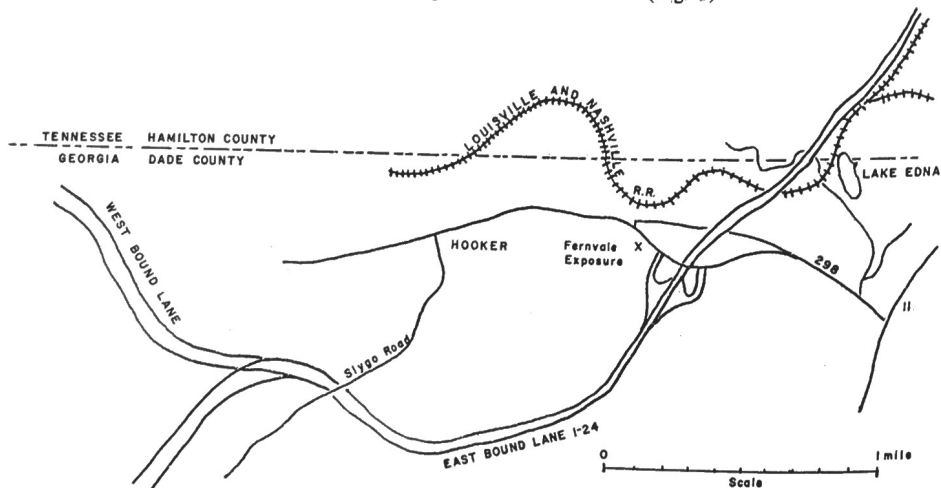 LOUISVILLE AND NASHVILLE R.R.
TENNESSEE HAMILTON COUNTY
GEORGIA DADE COUNTY
LAKE EDNA
WEST BOUND LANE
HOOKER
Fernvale X
Exposure
298
11
Slygo Road
EAST BOUND LANE I-24
0 1 mile
Scale